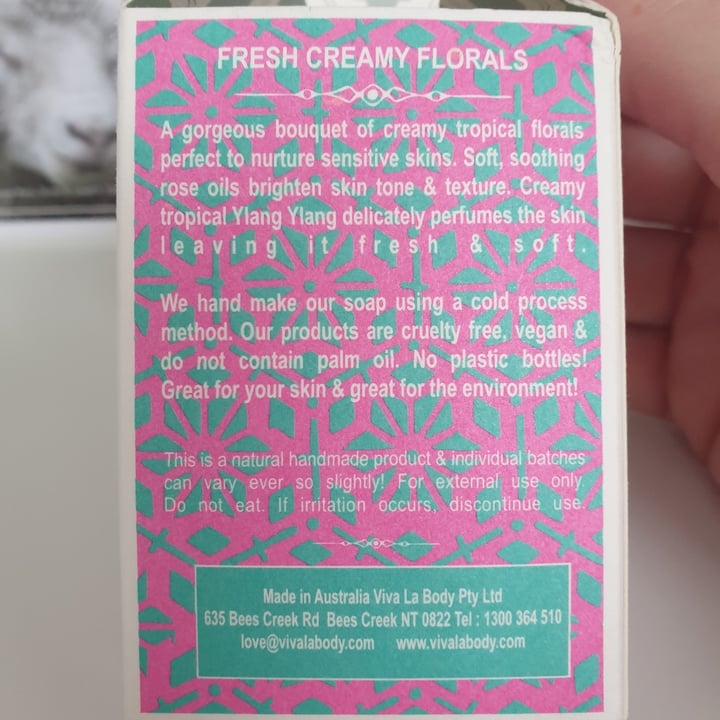 FRESH CREAMY FLORALS
A gorgeous bouquet of creamy tropical florals
perfect to nurture sensitive skins. Soft, soothing
rose oils brighten skin tone & texture. Creamy
tropical Ylang Ylang delicately perfumes the skin
leaving it fresh & soft.
We hand make our soap using a cold process
method. Our products are cruelty free, vegan &
do not contain palm oil. No plastic bottles!
Great for your skin & great for the environment!
This is a natural handmade product & individual batches
can vary ever so slightly! For external use only.
Do not eat. If irritation occurs, discontinue use.
Made in Australia Viva La Body Pty Ltd
635 Bees Creek Rd Bees Creek NT 0822 Tel : 1300 364 510
love@vivalabody.com www.vivalabody.com